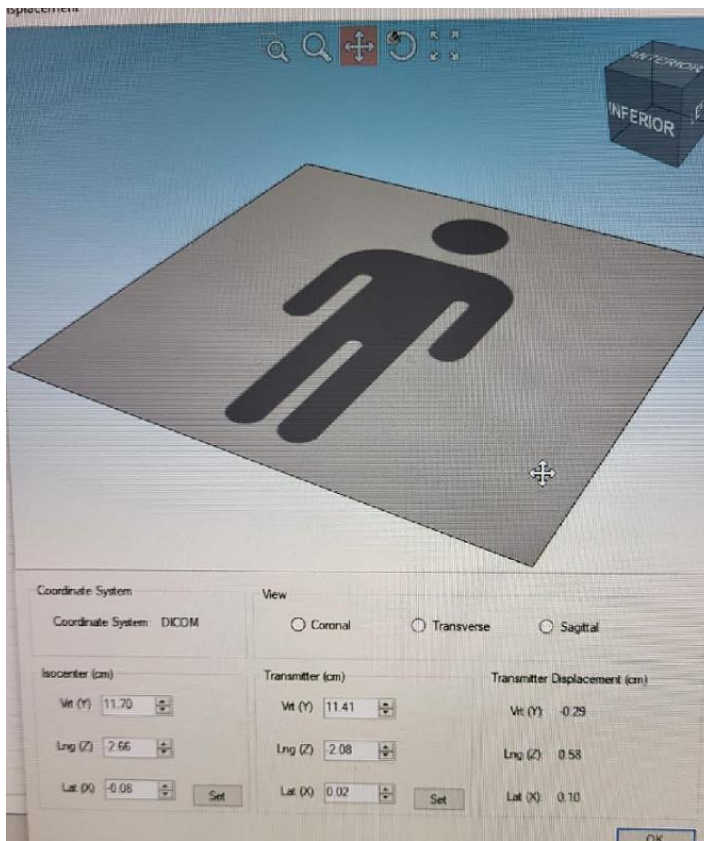 isplacement
ANTERIOR
INFERIOR
Coordinate System
Coordinate System DICOM
View
Coronal
Transverse
Sagittal
Isocenter (cm)
Vrt (Y) 11.70
Lng (Z) -2.66
Lat (X) -0.08
Set
Transmitter (cm)
Vrt (Y) 11.41
Lng (Z) -2.08
Lat (X) 0.02
Set
Transmitter Displacement (cm)
Vrt (Y): -0.29
Lng (Z): 0.58
Lat (X): 0.10
OK